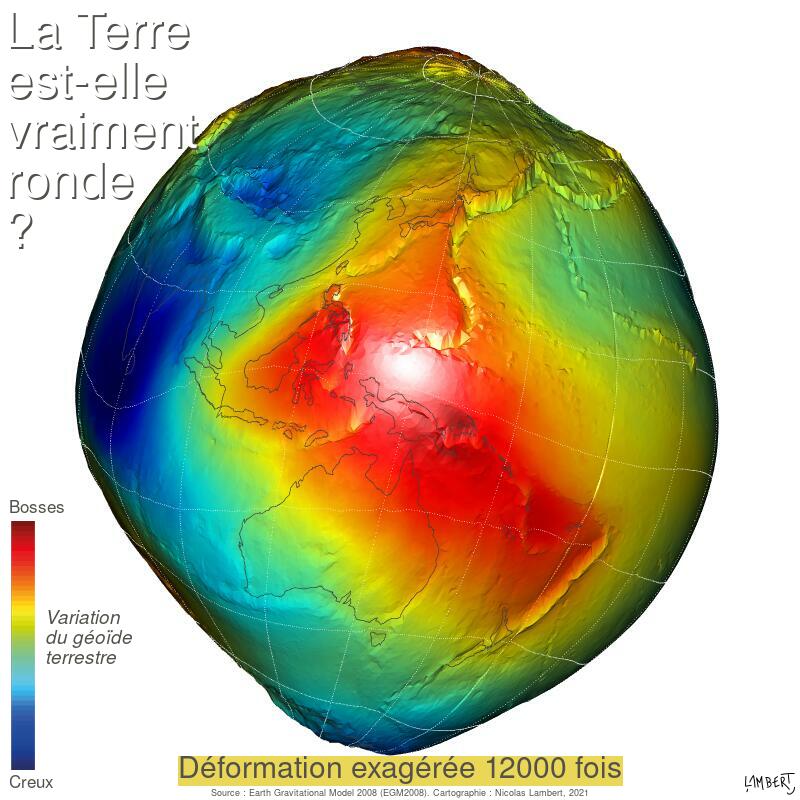 La Terre
est-elle
vraiment
ronde
?
Bosses
Variation
du géoïde
terrestre
Creux
Déformation exagérée 12000 fois
Source : Earth Gravitational Model 2008 (EGM2008). Cartographie : Nicolas Lambert, 2021
LAMBERT